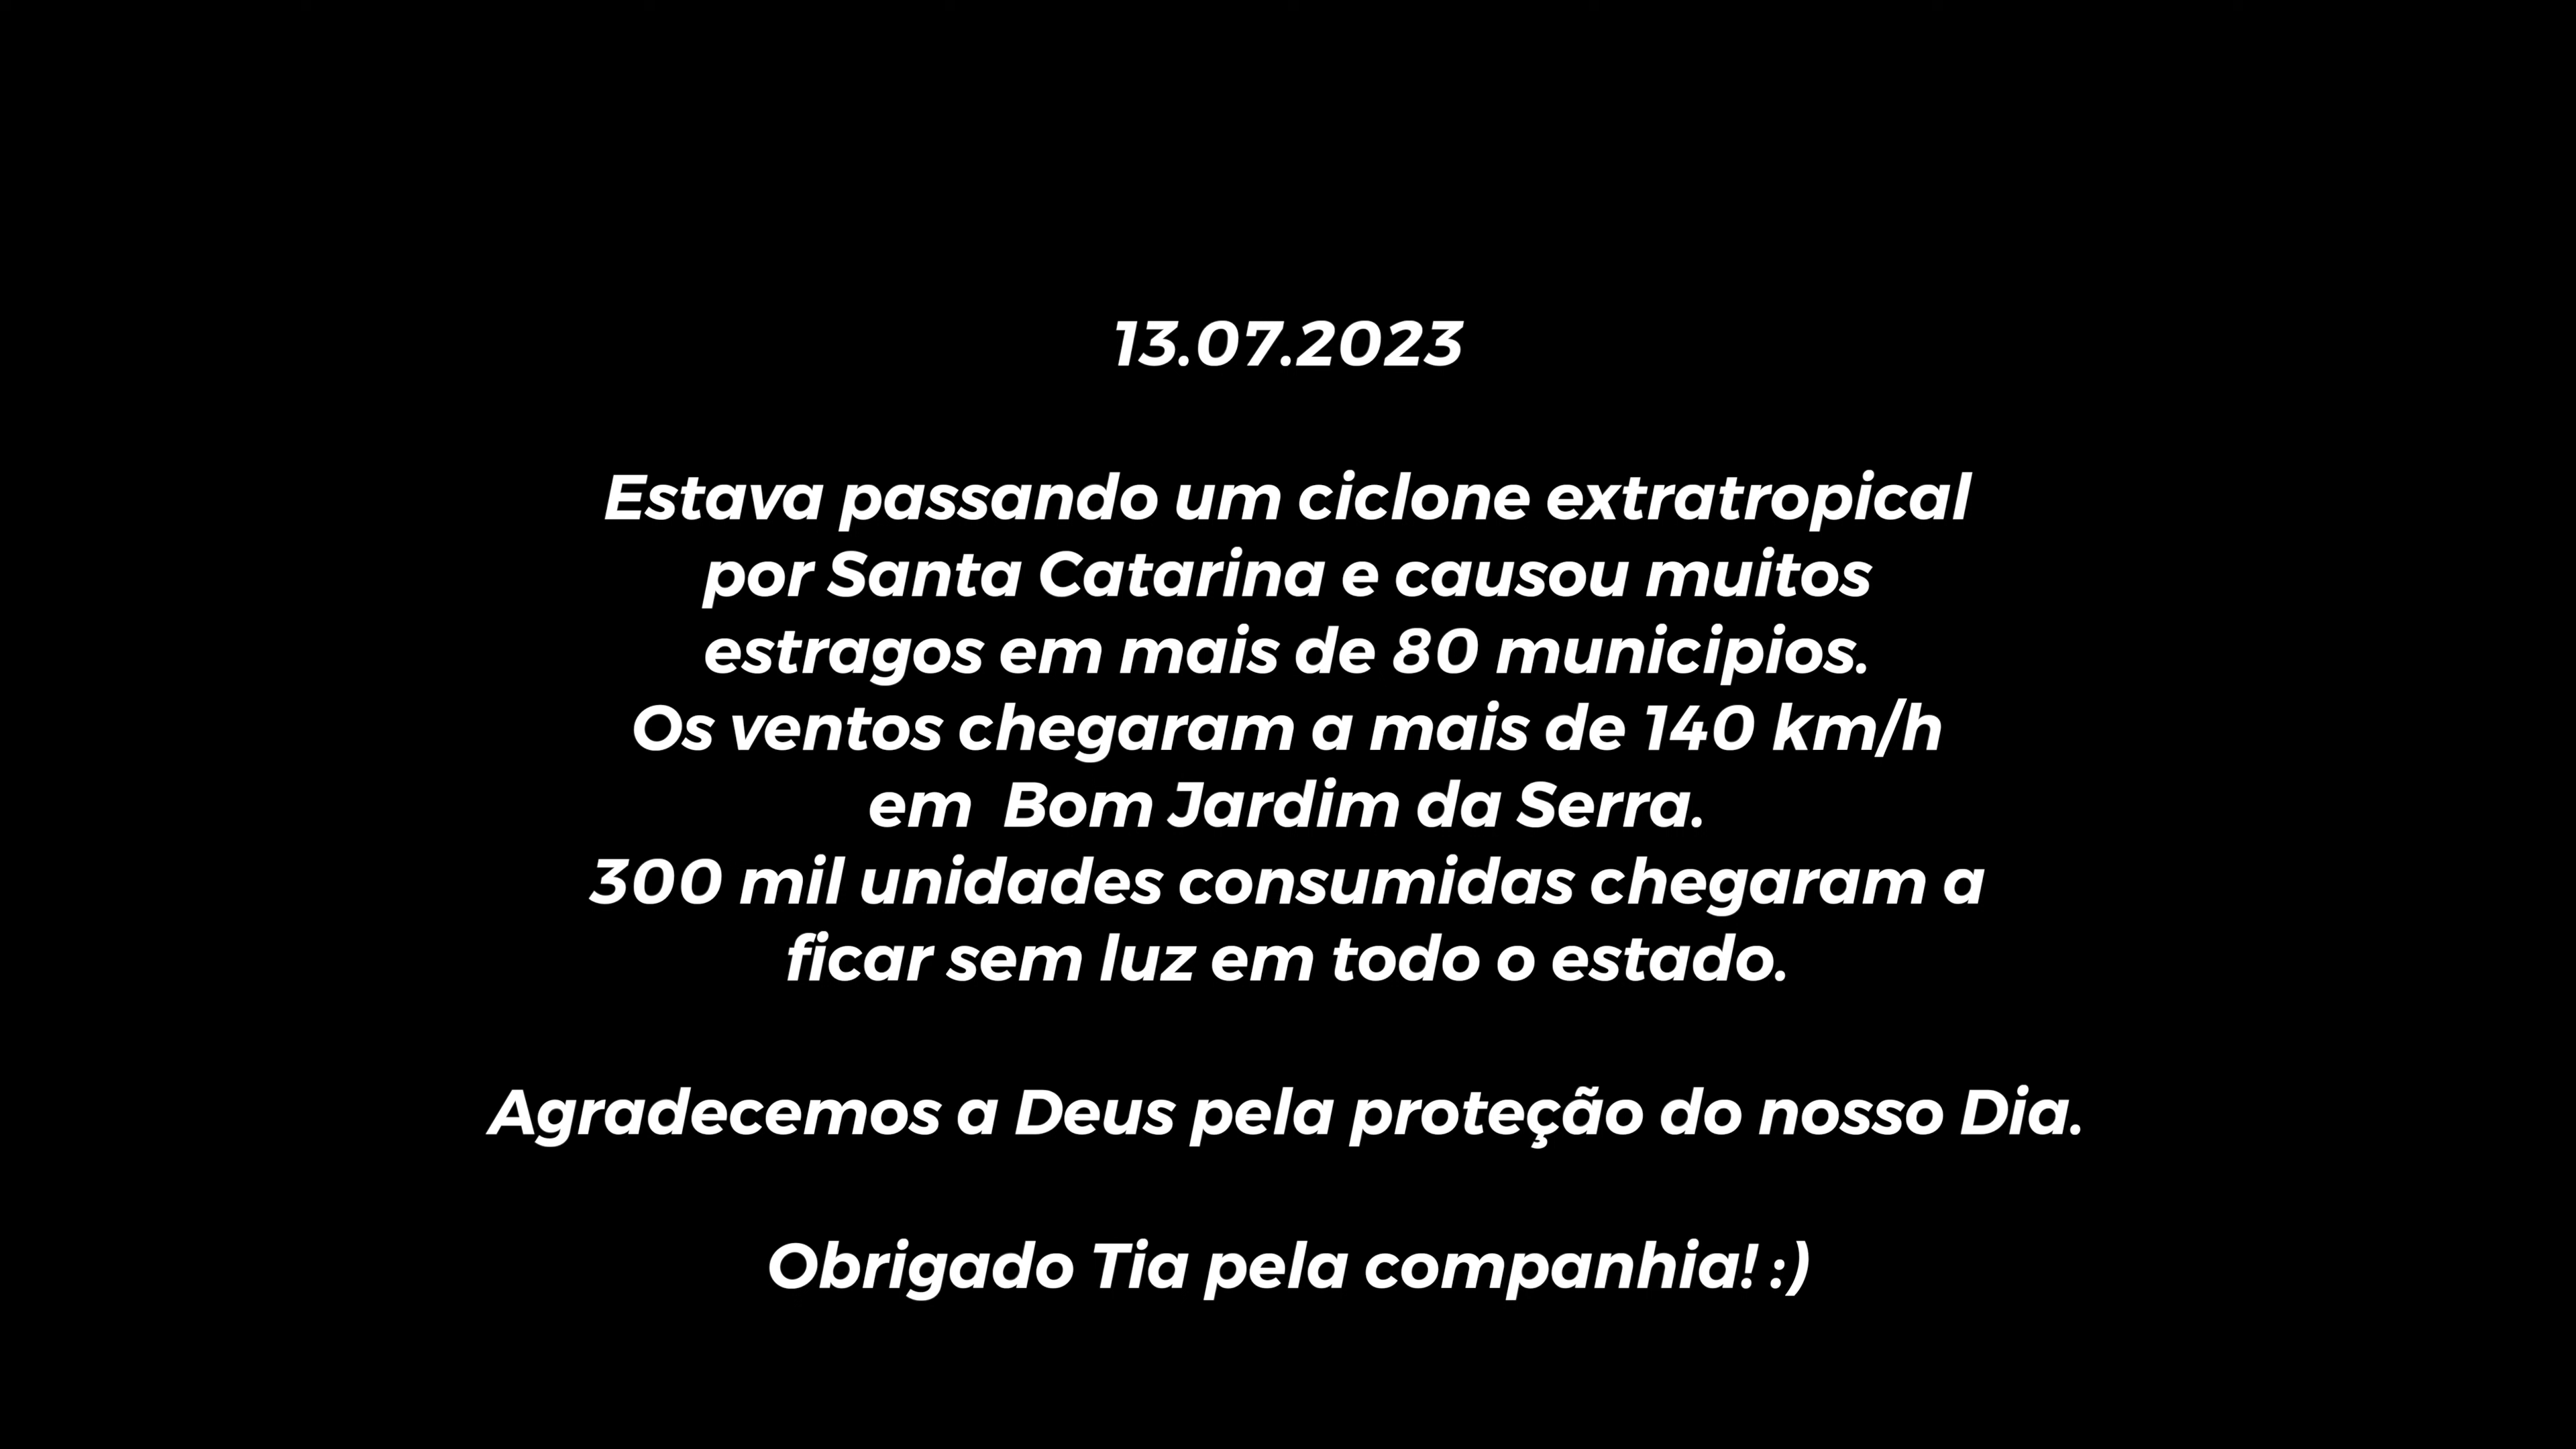 13.07.2023
Estava passando um ciclone extratropical
por Santa Catarina e causou muitos
estragos em mais de 80 municipios.
Os ventos chegaram a mais de 140 km/h
em  Bom Jardim da Serra.
300 mil unidades consumidas chegaram a
ficar sem luz em todo o estado.
Agradecemos a Deus pela proteção do nosso Dia.
Obrigado Tia pela companhia! :)